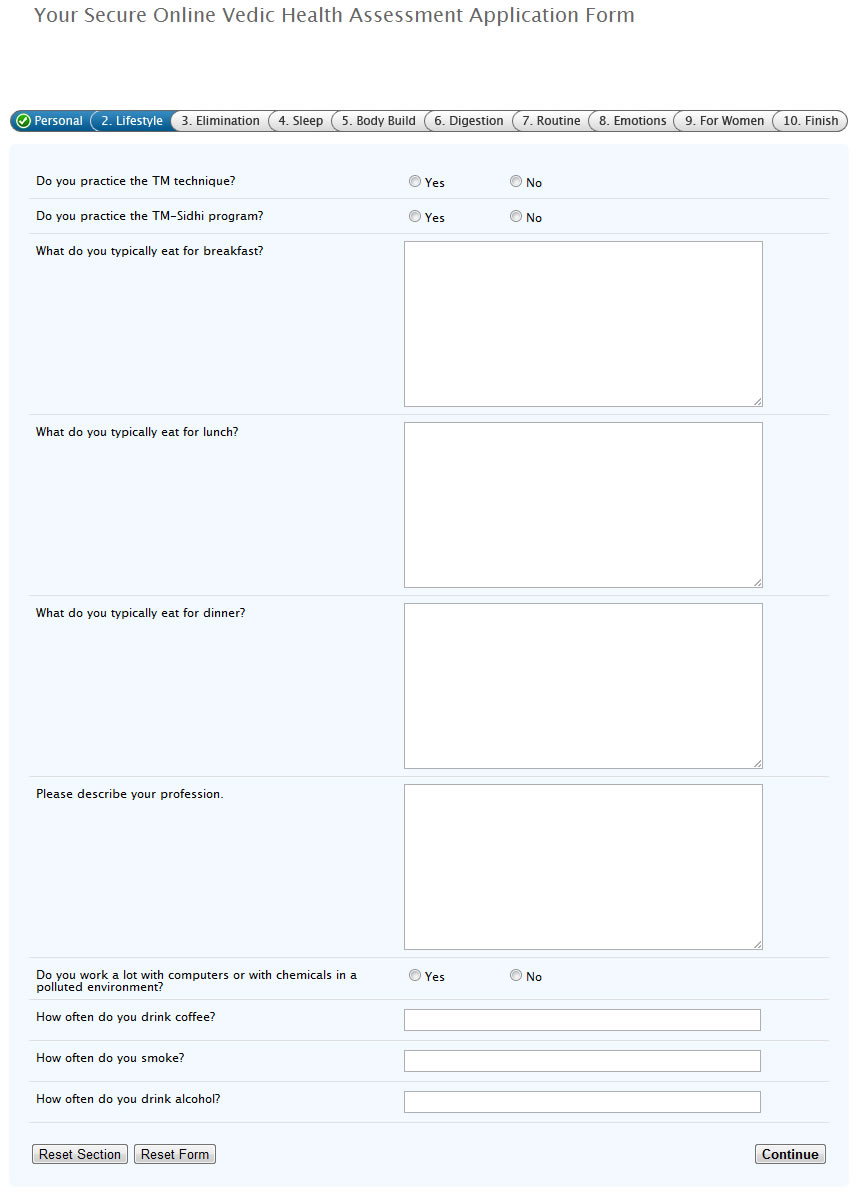 Your Secure Online Vedic Health Assessment Application Form
Personal 2. Lifestyle 3. Elimination 4. Sleep 5. Body Build 6. Digestion 7. Routine 8. Emotions 9. For Women 10. Finish
Do you practice the TM technique? Yes No
Do you practice the TM-Sidhi program? Yes No
What do you typically eat for breakfast?
What do you typically eat for lunch?
What do you typically eat for dinner?
Please describe your profession.
Do you work a lot with computers or with chemicals in a Yes No
polluted environment?
How often do you drink coffee?
How often do you smoke?
How often do you drink alcohol?
Reset Section Reset Form Continue